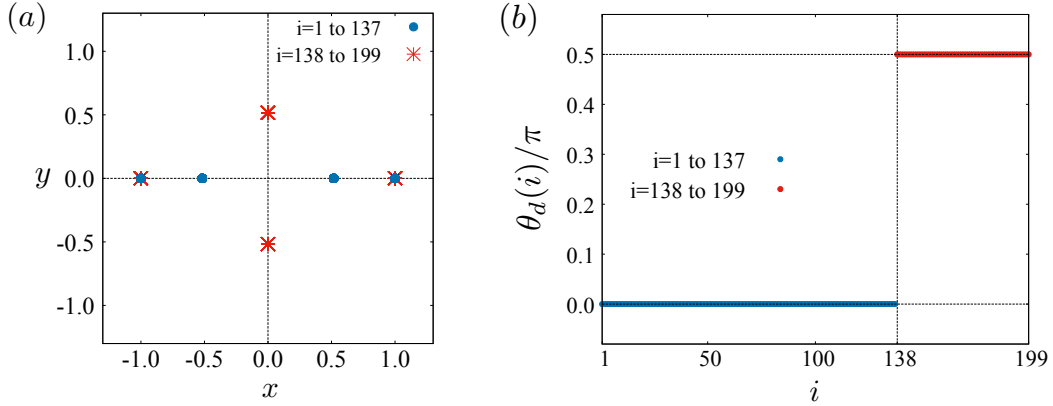 (a)
i=1 to 137
i=138 to 199
1.0
0.5
0.0
-0.5
-1.0
y
-1.0 -0.5 0.0 0.5 1.0
x
(b)
0.5
0.4
0.3
0.2
0.1
0.0
θ_d(i)/π
i=1 to 137
i=138 to 199
1 50 100 138 199
i